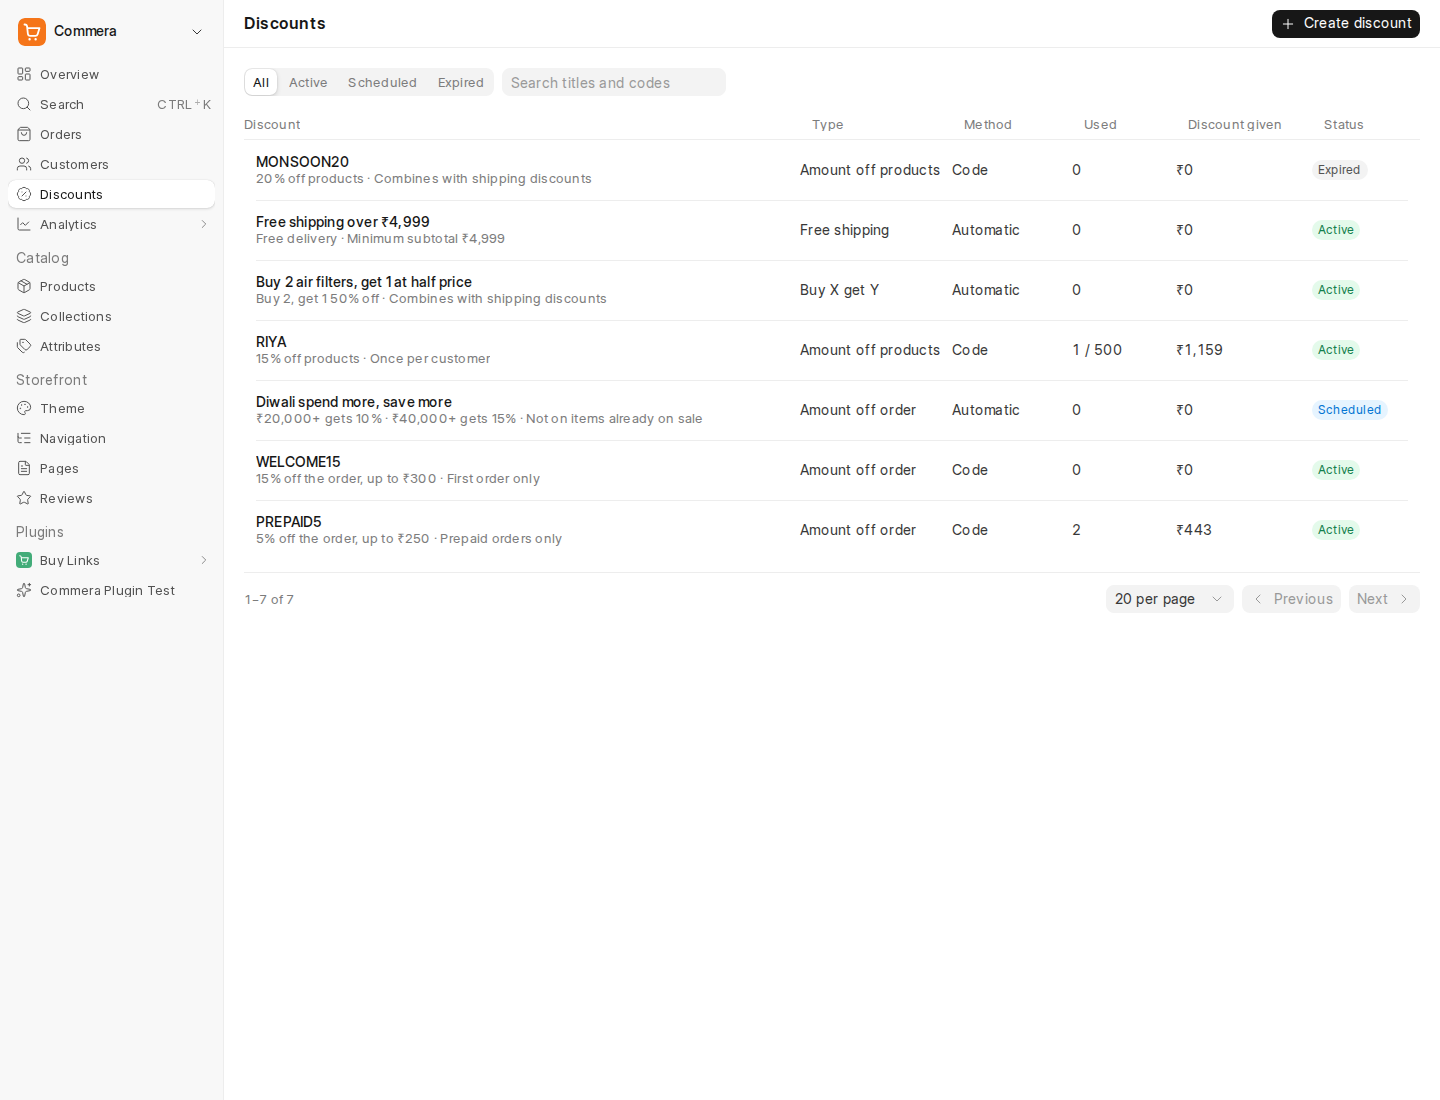 Commera
Overview
Search CTRL + K
Orders
Customers
Discounts
Analytics
Catalog
Products
Collections
Attributes
Storefront
Theme
Navigation
Pages
Reviews
Plugins
Buy Links
Commera Plugin Test
Discounts
Create discount
All Active Scheduled Expired Search titles and codes
Discount Type Method Used Discount given Status
MONSOON20
20% off products · Combines with shipping discounts
Amount off products Code 0 ₹0 Expired
Free shipping over ₹4,999
Free delivery · Minimum subtotal ₹4,999
Free shipping Automatic 0 ₹0 Active
Buy 2 air filters, get 1 at half price
Buy 2, get 1 50% off · Combines with shipping discounts
Buy X get Y Automatic 0 ₹0 Active
RIYA
15% off products · Once per customer
Amount off products Code 1 / 500 ₹1,159 Active
Diwali spend more, save more
₹20,000+ gets 10% · ₹40,000+ gets 15% · Not on items already on sale
Amount off order Automatic 0 ₹0 Scheduled
WELCOME15
15% off the order, up to ₹300 · First order only
Amount off order Code 0 ₹0 Active
PREPAID5
5% off the order, up to ₹250 · Prepaid orders only
Amount off order Code 2 ₹443 Active
1–7 of 7
20 per page Previous Next